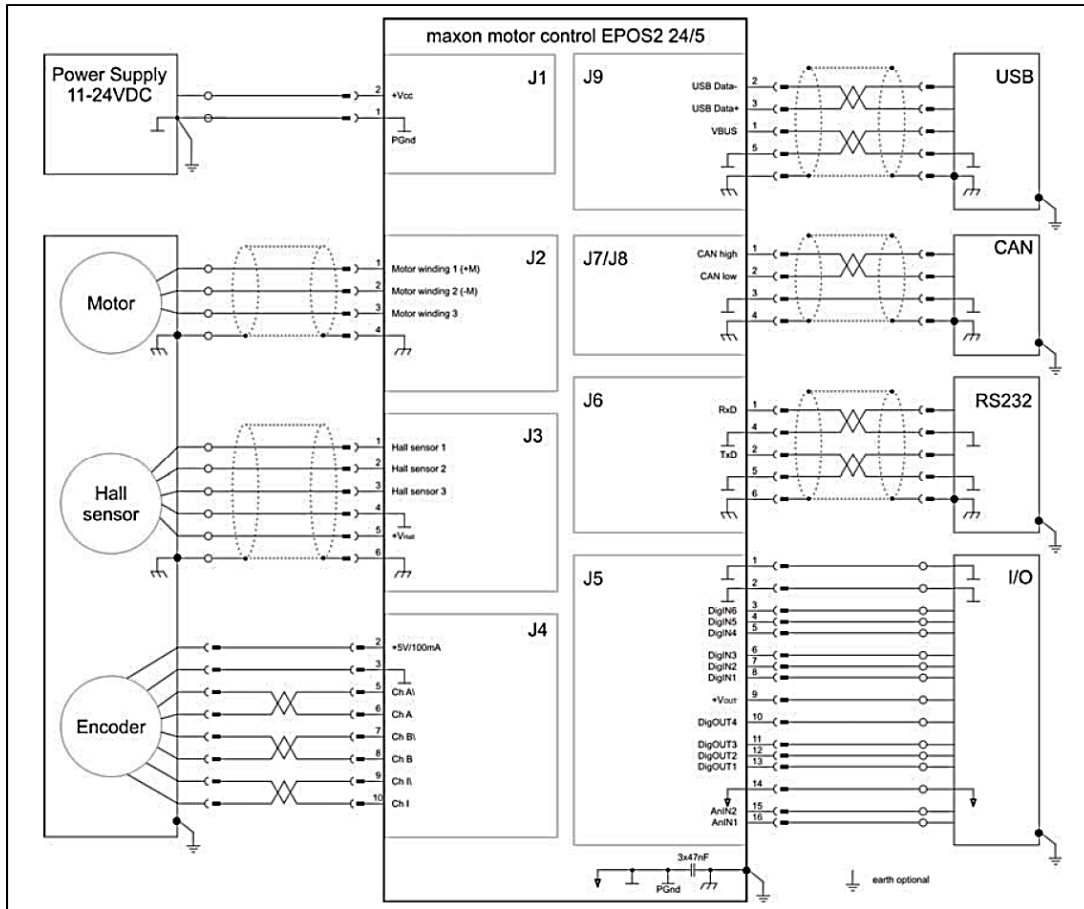 maxon motor control EPOS2 24/5
Power Supply
11-24VDC
J1
2
+Vcc
1
PGnd
J9
USB
USB Data-
2
USB Data+
3
VBUS
1
5
J2
Motor
1
Motor winding 1 (+M)
2
Motor winding 2 (-M)
3
Motor winding 3
4
J7/J8
CAN
CAN high
1
CAN low
2
3
4
J3
Hall
sensor
1
Hall sensor 1
2
Hall sensor 2
3
Hall sensor 3
4
5
6
J6
RS232
RxD
1
4
TxD
2
5
6
J4
Encoder
2
+5V/100mA
3
5
Ch A\
6
Ch A
7
Ch B\
8
Ch B
9
Ch I\
10
Ch I
J5
I/O
1
2
DigIN6
3
DigIN5
4
DigIN4
5
DigIN3
6
DigIN2
7
DigIN1
8
+VOUT
9
DigOUT4
10
DigOUT3
11
DigOUT2
12
DigOUT1
13
14
AnIN2
15
AnIN1
16
3x47nF
PGnd
earth optional